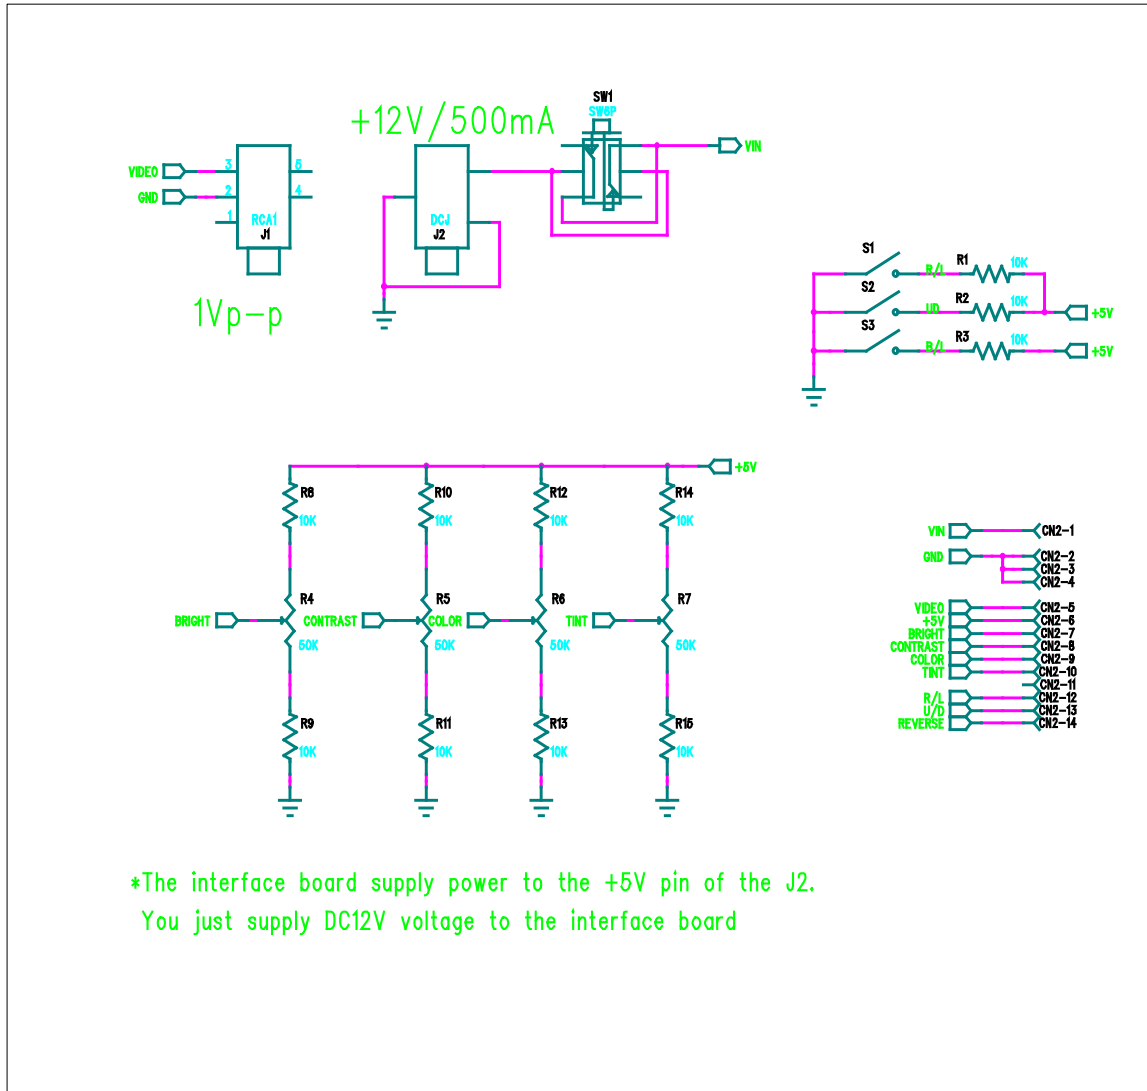 SW1
SW6P
+12V/500mA
VIN
VIDEO 3 5
GND 2 4
1 RCA1
J1
DCJ
J2
1Vp-p
S1 R/L R1 10K
S2 UD R2 10K +5V
S3 R/L R3 10K +5V
+5V
R8 R10 R12 R14
10K 10K 10K 10K
R4 R5 R6 R7
BRIGHT CONTRAST COLOR TINT
50K 50K 50K 50K
R9 R11 R13 R15
10K 10K 10K 10K
VIN CN2-1
GND CN2-2
CN2-3
CN2-4
VIDEO CN2-5
+5V CN2-6
BRIGHT CN2-7
CONTRAST CN2-8
COLOR CN2-9
TINT CN2-10
CN2-11
R/L CN2-12
U/D CN2-13
REVERSE CN2-14
*The interface board supply power to the +5V pin of the J2.
You just supply DC12V voltage to the interface board